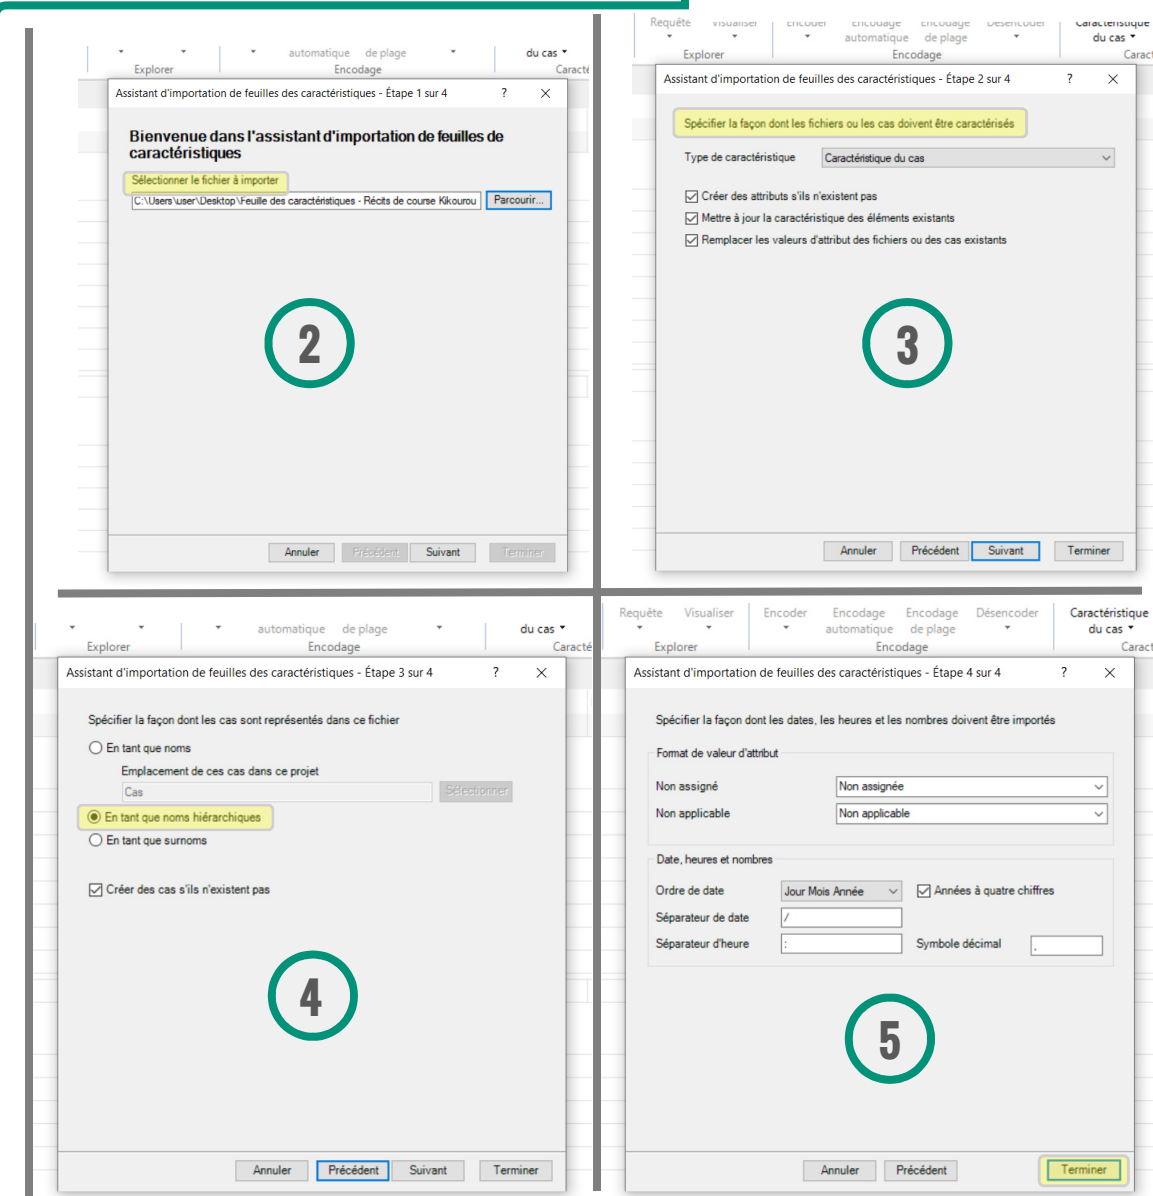 automatique de plage
du cas
Explorer
Encodage
Caracté
Assistant d'importation de feuilles des caractéristiques - Étape 1 sur 4
?
Bienvenue dans l'assistant d'importation de feuilles de
caractéristiques
Sélectionner le fichier à importer
C:\Users\user\Desktop\Feuille des caractéristiques - Récits de course Kikourou
Parcourir...
2
Annuler
Précédent
Suivant
Terminer
Requête
Visualiser
Encoder
Encodage
Encodage
Désencoder
Caractéristique
automatique de plage
du cas
Explorer
Encodage
Caract
Assistant d'importation de feuilles des caractéristiques - Étape 2 sur 4
?
Spécifier la façon dont les fichiers ou les cas doivent être caractérisés
Type de caractéristique
Caractéristique du cas
Créer des attributs s'ils n'existent pas
Mettre à jour la caractéristique des éléments existants
Remplacer les valeurs d'attribut des fichiers ou des cas existants
3
Annuler
Précédent
Suivant
Terminer
automatique de plage
du cas
Explorer
Encodage
Caracté
Assistant d'importation de feuilles des caractéristiques - Étape 3 sur 4
?
Spécifier la façon dont les cas sont représentés dans ce fichier
En tant que noms
Emplacement de ces cas dans ce projet
Cas
Sélectionner
En tant que noms hiérarchiques
En tant que surnoms
Créer des cas s'ils n'existent pas
4
Annuler
Précédent
Suivant
Terminer
Requête
Visualiser
Encoder
Encodage
Encodage
Désencoder
Caractéristique
automatique de plage
du cas
Explorer
Encodage
Caract
Assistant d'importation de feuilles des caractéristiques - Étape 4 sur 4
?
Spécifier la façon dont les dates, les heures et les nombres doivent être importés
Format de valeur d'attribut
Non assigné
Non assignée
Non applicable
Non applicable
Date, heures et nombres
Ordre de date
Jour Mois Année
Années à quatre chiffres
Séparateur de date
/
Séparateur d'heure
:
Symbole décimal
5
Annuler
Précédent
Terminer